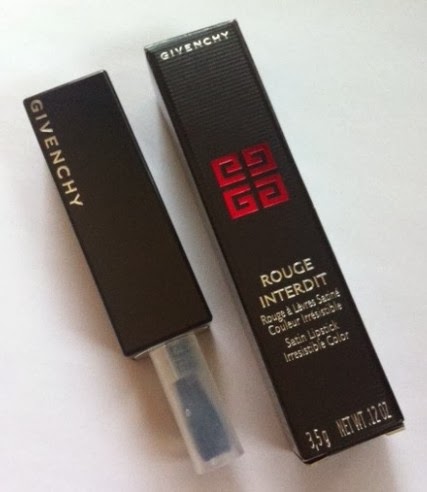 GIVENCHY
GIVENCHY
ROUGE
INTERDIT
Rouge à Lèvres Satiné
Couleur Irrésistible
Satin Lipstick
Irresistible Color
3,5g NET WT. .12 OZ